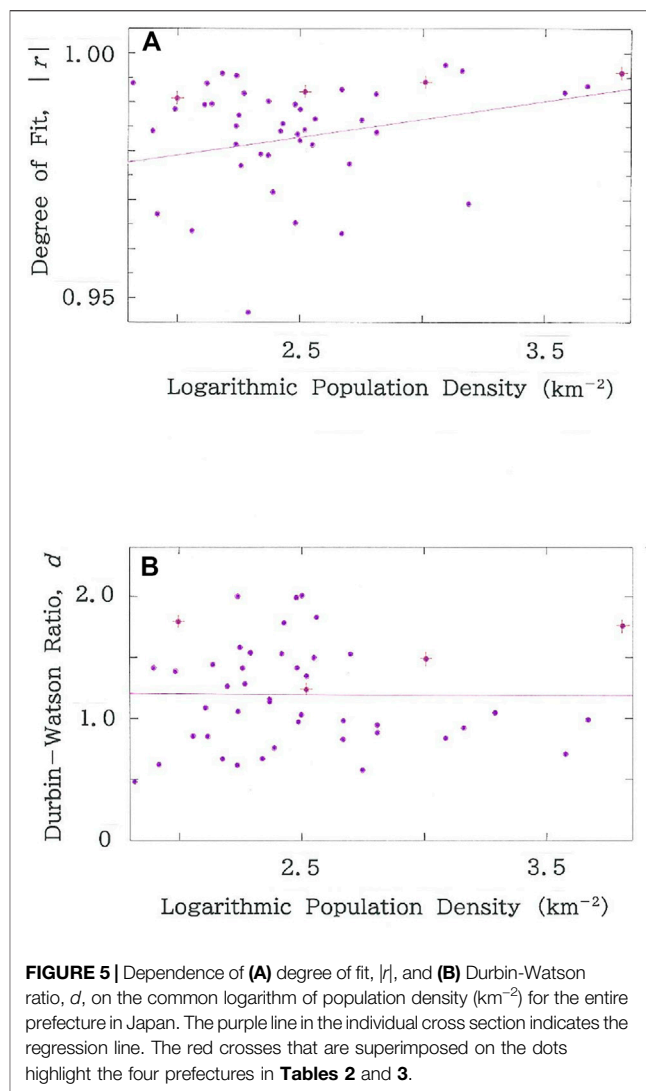 A
1.00
Degree of Fit, |r|
0.95
2.5 3.5
Logarithmic Population Density (km−2)
B
2.0
Durbin−Watson Ratio, d
1.0
0
2.5 3.5
Logarithmic Population Density (km−2)
FIGURE 5 | Dependence of (A) degree of fit, |r|, and (B) Durbin-Watson
ratio, d, on the common logarithm of population density (km−2) for the entire
prefecture in Japan. The purple line in the individual cross section indicates the
regression line. The red crosses that are superimposed on the dots
highlight the four prefectures in Tables 2 and 3.